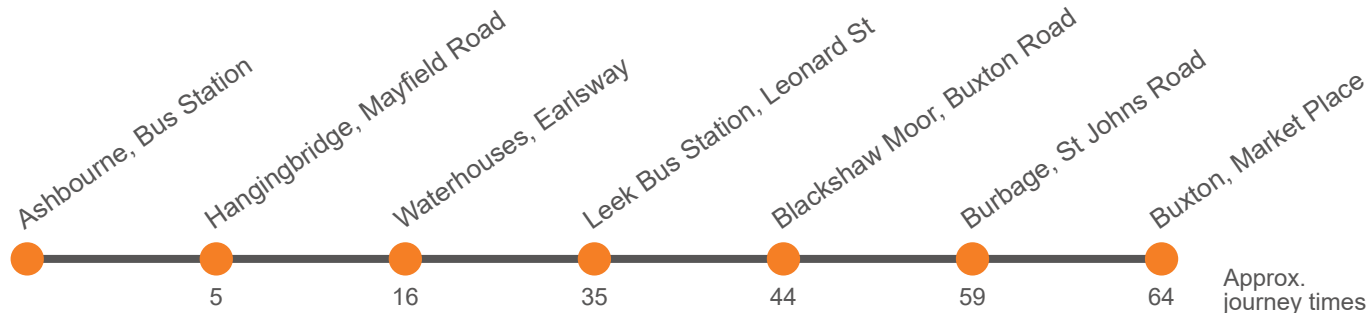 Ashbourne, Bus Station
Hangingbridge, Mayfield Road
Waterhouses, Earlsway
Leek Bus Station, Leonard St
Blackshaw Moor, Buxton Road
Burbage, St Johns Road
Buxton, Market Place
5
16
35
44
59
64
Approx.
journey times